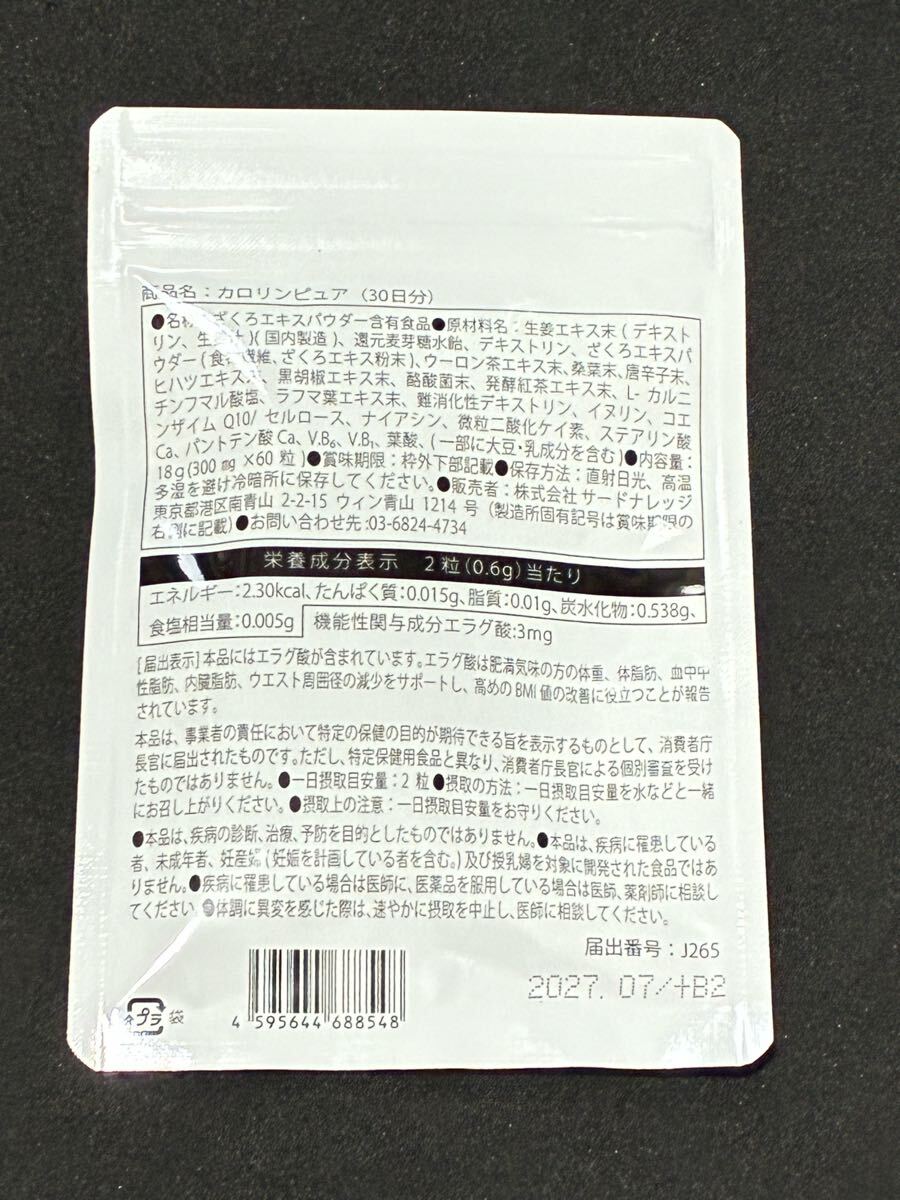 商品名：カロリンピュア（30日分）
●名称：ざくろエキスパウダー含有食品●原材料名：生姜エキス末(デキスト
リン、生姜汁)(国内製造)、還元麦芽糖水飴、デキストリン、ざくろエキスパ
ウダー(食物繊維、ざくろエキス粉末)、ウーロン茶エキス末、桑葉末、唐辛子末、
ヒハツエキス末、黒胡椒エキス末、酪酸菌末、発酵紅茶エキス末、L-カルニ
チンフマル酸塩、ラフマ葉エキス末、難消化性デキストリン、イヌリン、コエ
ンザイムQ10/セルロース、ナイアシン、微粒二酸化ケイ素、ステアリン酸
Ca、パントテン酸Ca、V.B₆、V.B₁、葉酸、(一部に大豆・乳成分を含む)●内容量：
18g(300mg×60粒)●賞味期限：枠外下部記載●保存方法：直射日光、高温
多湿を避け冷暗所に保存してください。●販売者：株式会社サードナレッジ
東京都港区南青山2-2-15 ウィン青山1214号(製造所固有記号は賞味期限の
右側に記載)●お問い合わせ先:03-6824-4734
栄養成分表示 2粒(0.6g)当たり
エネルギー:2.30kcal、たんぱく質:0.015g、脂質:0.01g、炭水化物:0.538g、
食塩相当量:0.005g 機能性関与成分エラグ酸:3mg
[届出表示]本品にはエラグ酸が含まれています。エラグ酸は肥満気味の方の体重、体脂肪、血中中
性脂肪、内臓脂肪、ウエスト周囲径の減少をサポートし、高めのBMI値の改善に役立つことが報告
されています。
本品は、事業者の責任において特定の保健の目的が期待できる旨を表示するものとして、消費者庁
長官に届出されたものです。ただし、特定保健用食品と異なり、消費者庁長官による個別審査を受け
たものではありません。●一日摂取目安量：2粒●摂取の方法：一日摂取目安量を水などと一緒
にお召し上がりください。●摂取上の注意：一日摂取目安量をお守りください。
●本品は、疾病の診断、治療、予防を目的としたものではありません。●本品は、疾病に罹患している
者、未成年者、妊産婦(妊娠を計画している者を含む。)及び授乳婦を対象に開発された食品ではあ
りません。●疾病に罹患している場合は医師に、医薬品を服用している場合は医師、薬剤師に相談し
てください。●体調に異変を感じた際は、速やかに摂取を中止し、医師に相談してください。
届出番号：J265
2027.07/+B2
プラ 袋
4 595644 688548